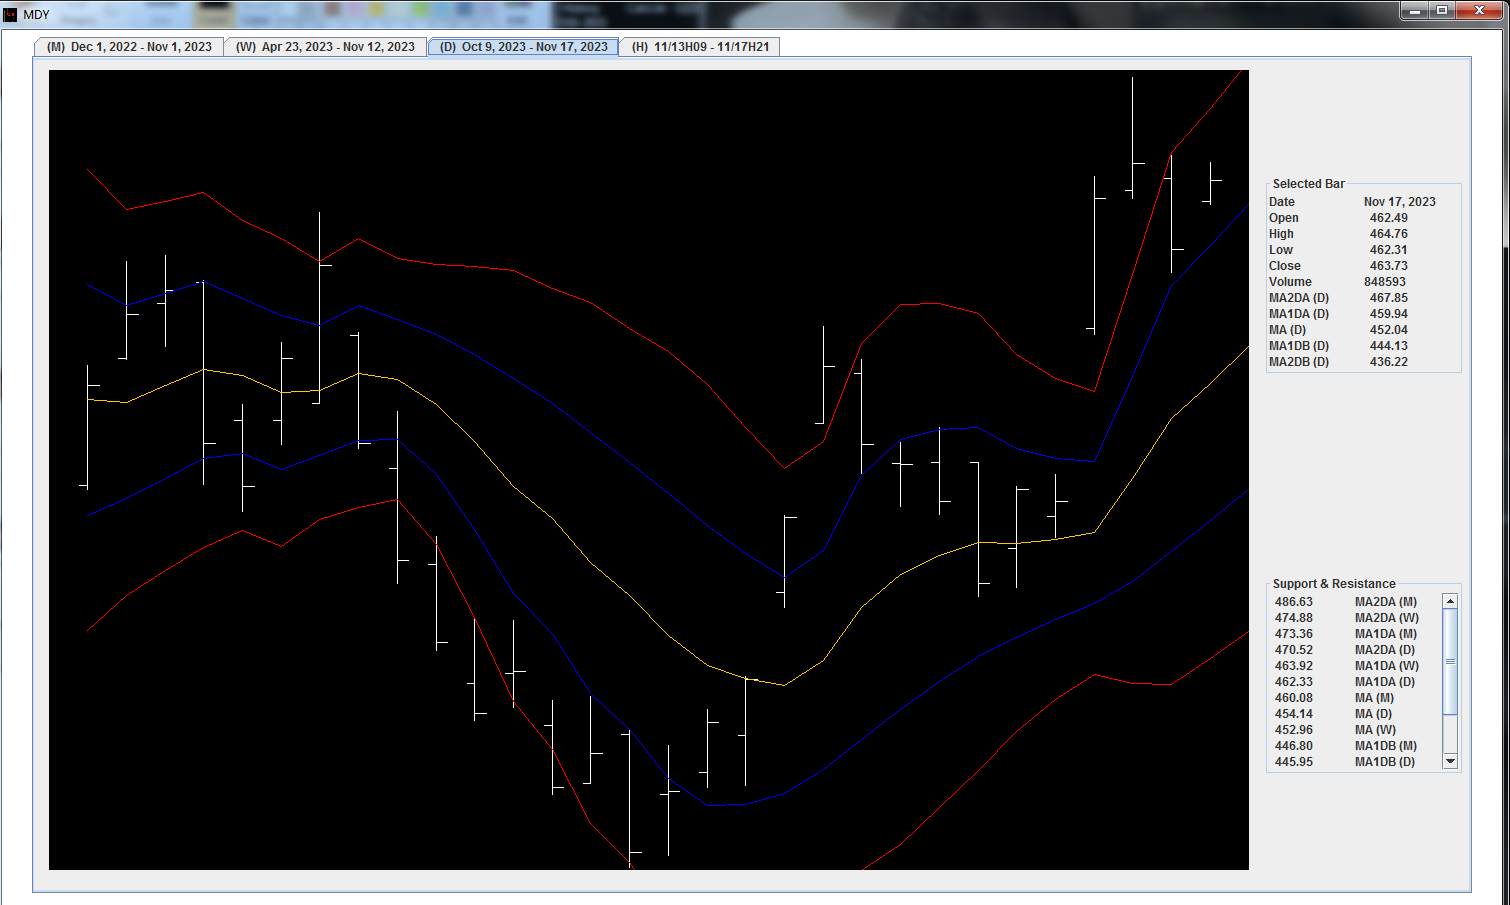 MDY
(M) Dec 1, 2022 - Nov 1, 2023
(W) Apr 23, 2023 - Nov 12, 2023
(D) Oct 9, 2023 - Nov 17, 2023
(H) 11/13H09 - 11/17H21
Selected Bar
Date Nov 17, 2023
Open 462.49
High 464.76
Low 462.31
Close 463.73
Volume 848593
MA2DA (D) 467.85
MA1DA (D) 459.94
MA (D) 452.04
MA1DB (D) 444.13
MA2DB (D) 436.22
Support & Resistance
486.63 MA2DA (M)
474.88 MA2DA (W)
473.36 MA1DA (M)
470.52 MA2DA (D)
463.92 MA1DA (W)
462.33 MA1DA (D)
460.08 MA (M)
454.14 MA (D)
452.96 MA (W)
446.80 MA1DB (M)
445.95 MA1DB (D)